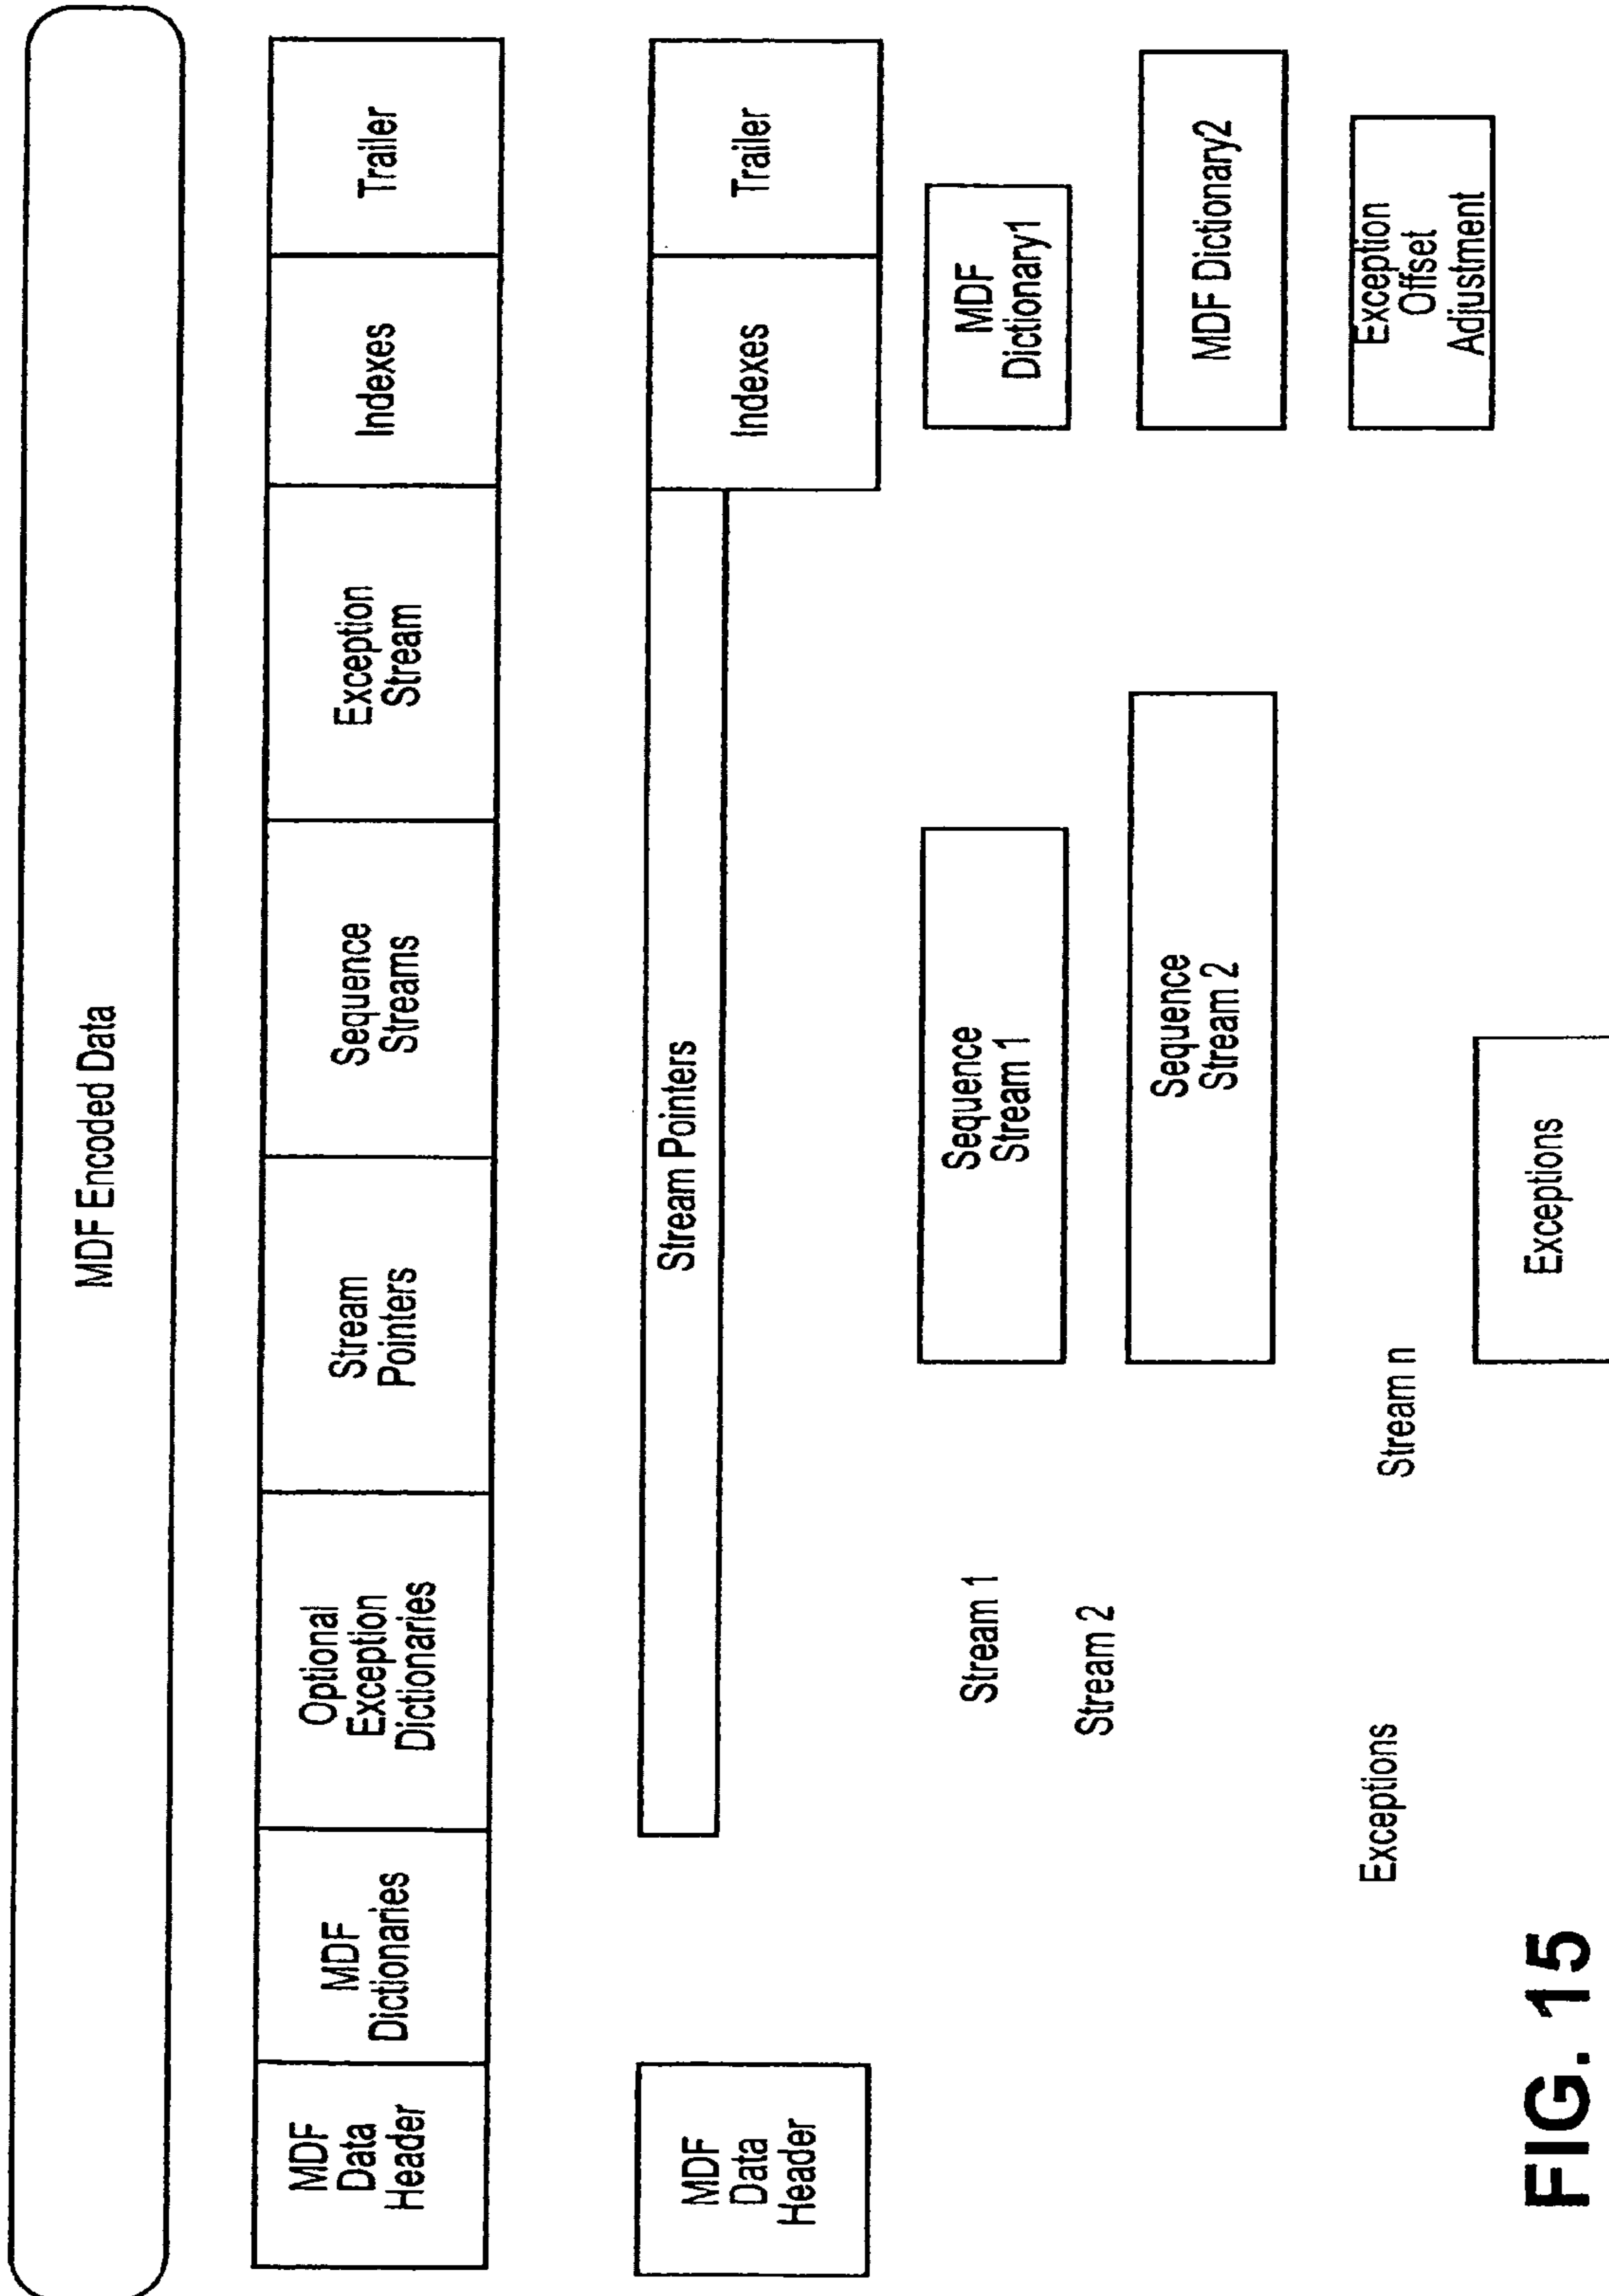 MDF Encoded Data
MDF
Data
Header
MDF
Dictionaries
Optional
Exception
Dictionaries
Stream
Pointers
Sequence
Streams
Exception
Stream
Indexes
Trailer
MDF
Data
Header
Stream Pointers
Indexes
Trailer
Stream 1
Sequence
Stream 1
MDF
Dictionary1
Stream 2
Sequence
Stream 2
MDF Dictionary2
Exceptions
Stream n
Exception
Offset
Adjustment
Exceptions
FIG. 15